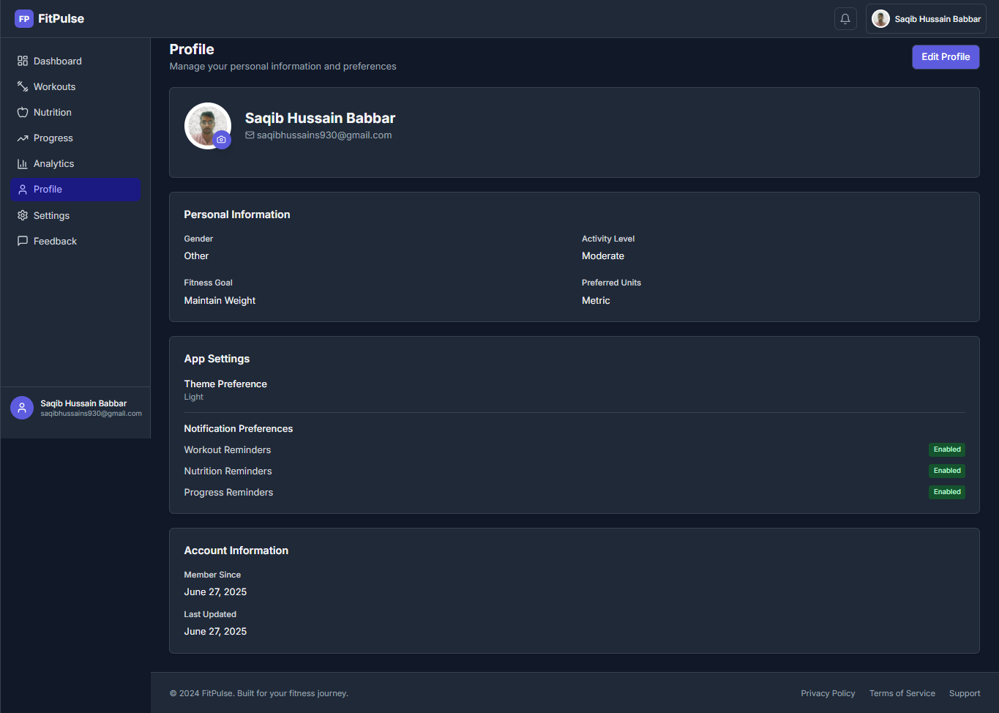 FP FitPulse
Saqib Hussain Babbar
Dashboard
Workouts
Nutrition
Progress
Analytics
Profile
Settings
Feedback
Saqib Hussain Babbar
saqibhussains930@gmail.com
Profile
Manage your personal information and preferences
Edit Profile
Saqib Hussain Babbar
saqibhussains930@gmail.com
Personal Information
Gender
Other
Activity Level
Moderate
Fitness Goal
Maintain Weight
Preferred Units
Metric
App Settings
Theme Preference
Light
Notification Preferences
Workout Reminders Enabled
Nutrition Reminders Enabled
Progress Reminders Enabled
Account Information
Member Since
June 27, 2025
Last Updated
June 27, 2025
© 2024 FitPulse. Built for your fitness journey.
Privacy Policy Terms of Service Support